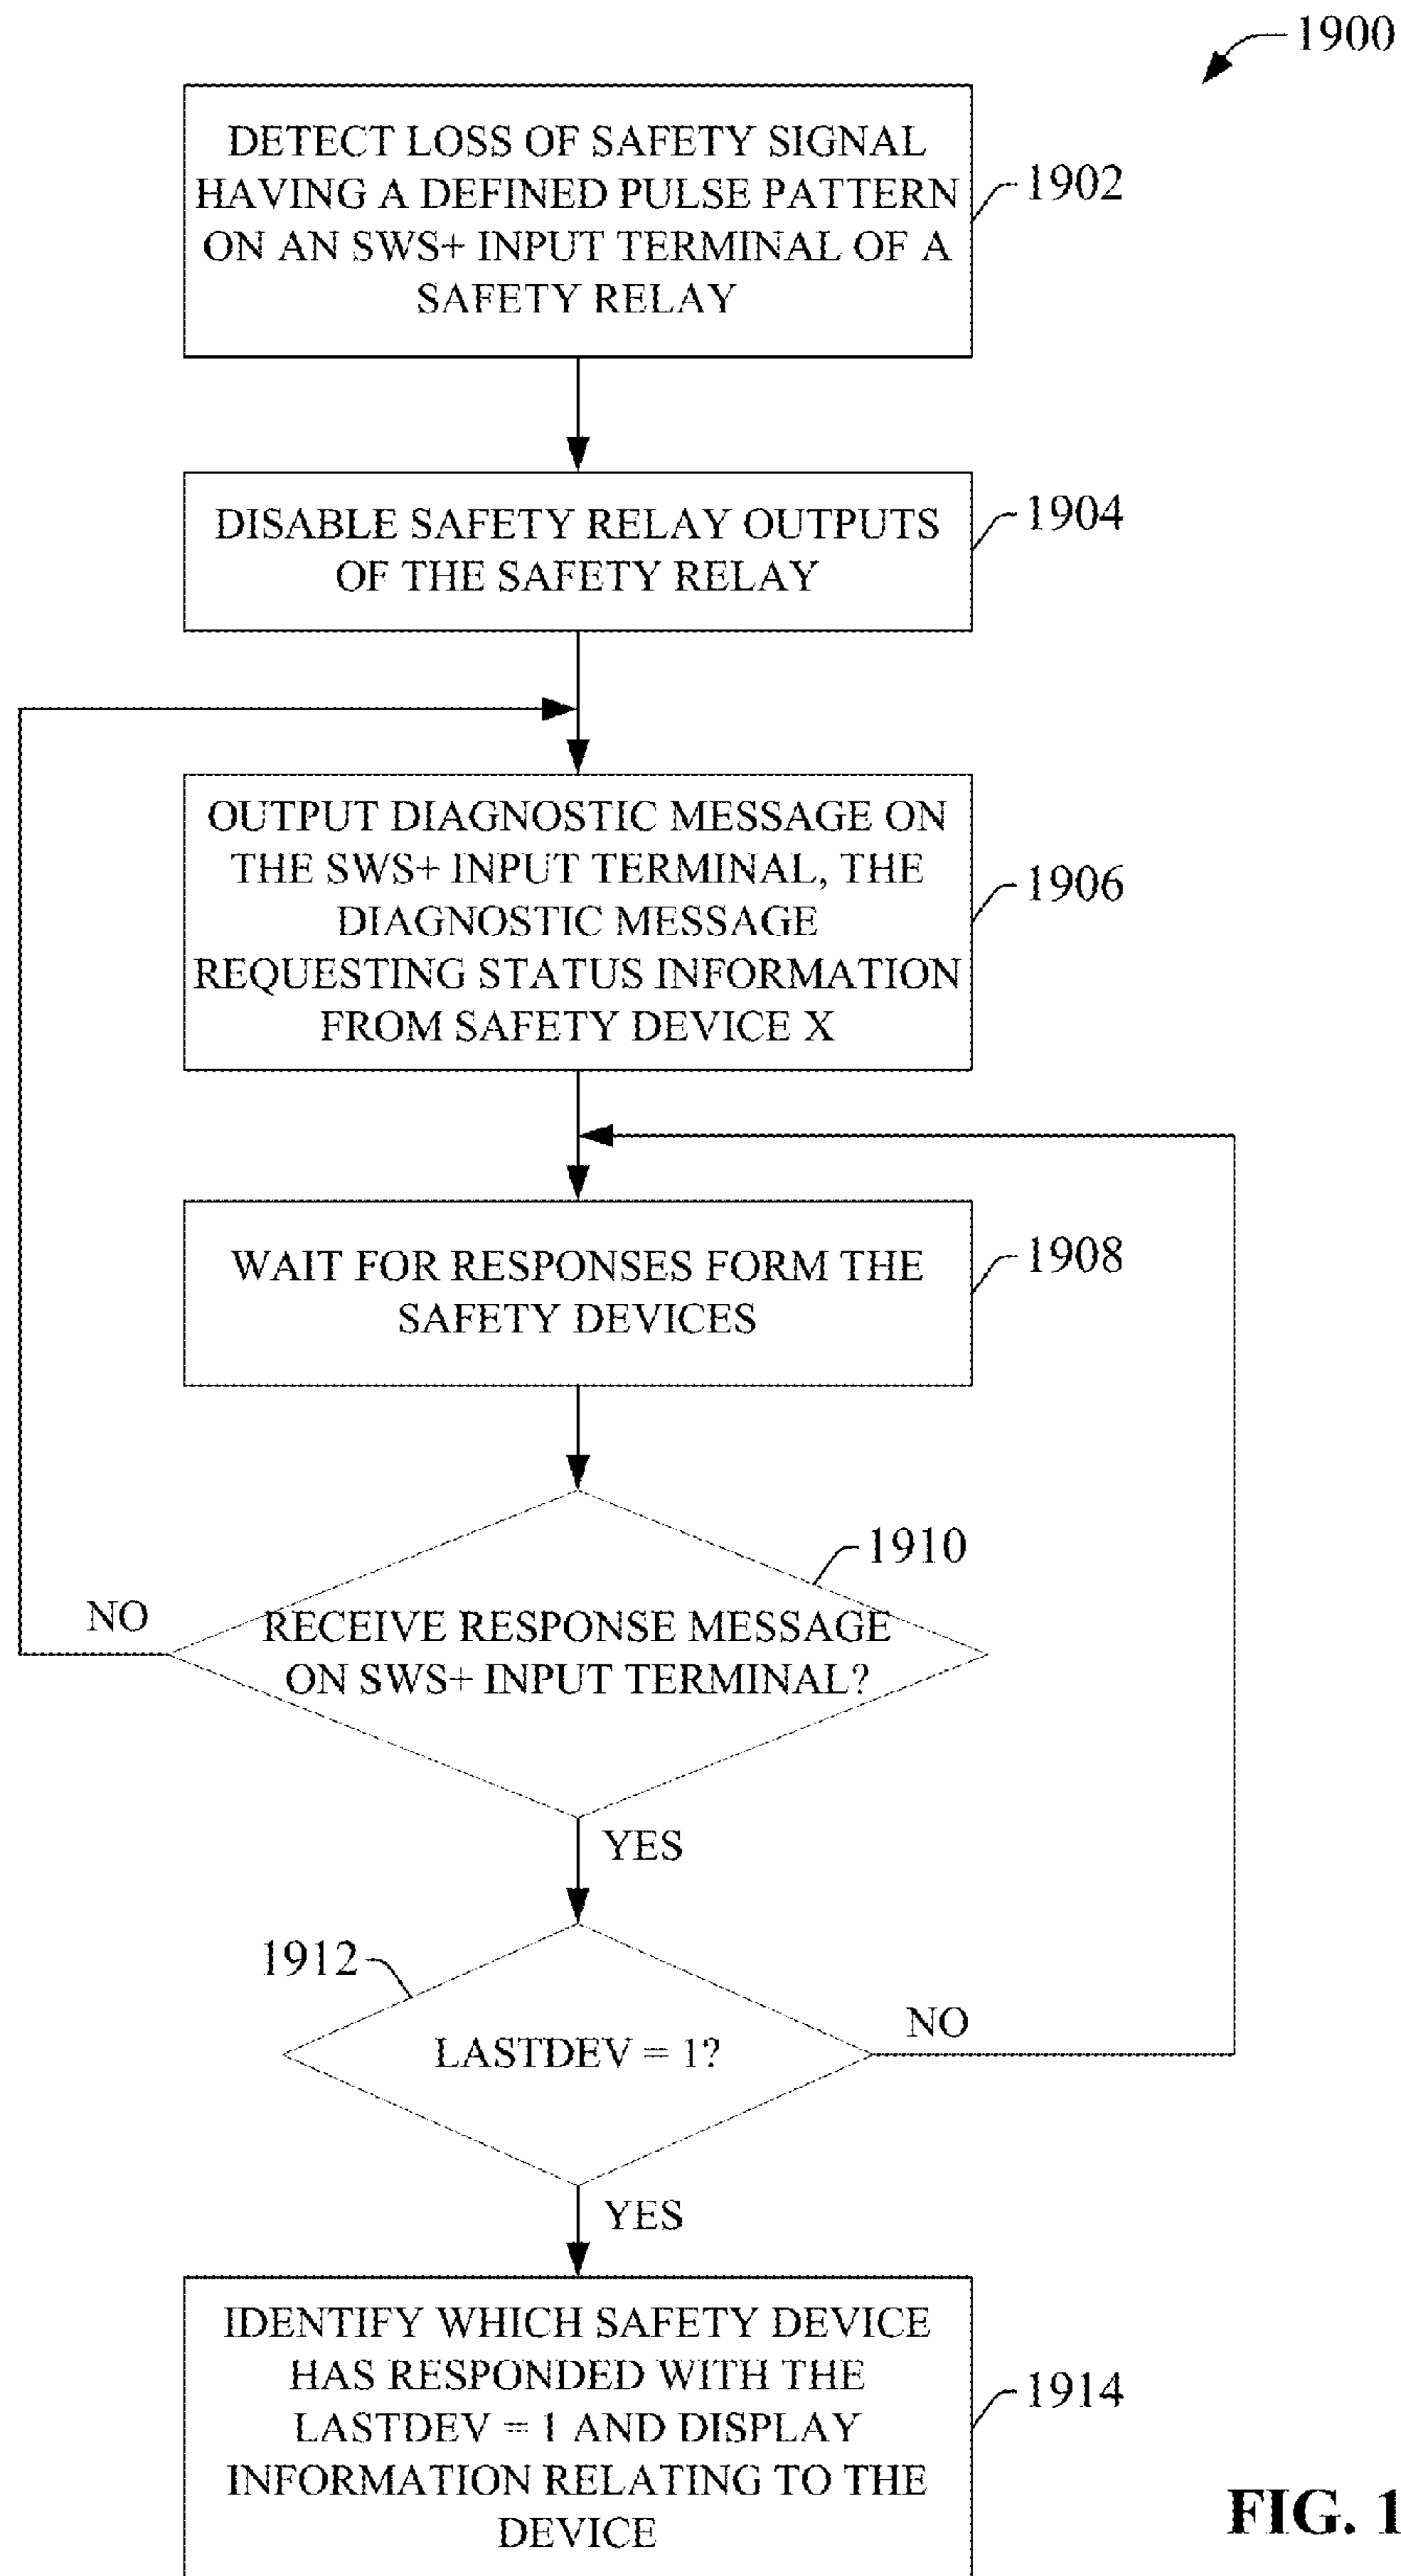 1900
DETECT LOSS OF SAFETY SIGNAL
HAVING A DEFINED PULSE PATTERN
ON AN SWS+ INPUT TERMINAL OF A
SAFETY RELAY
1902
DISABLE SAFETY RELAY OUTPUTS
OF THE SAFETY RELAY
1904
OUTPUT DIAGNOSTIC MESSAGE ON
THE SWS+ INPUT TERMINAL, THE
DIAGNOSTIC MESSAGE
REQUESTING STATUS INFORMATION
FROM SAFETY DEVICE X
1906
WAIT FOR RESPONSES FORM THE
SAFETY DEVICES
1908
1910
NO
RECEIVE RESPONSE MESSAGE
ON SWS+ INPUT TERMINAL?
YES
1912
LASTDEV = 1?
NO
YES
IDENTIFY WHICH SAFETY DEVICE
HAS RESPONDED WITH THE
LASTDEV = 1 AND DISPLAY
INFORMATION RELATING TO THE
DEVICE
1914
FIG. 1